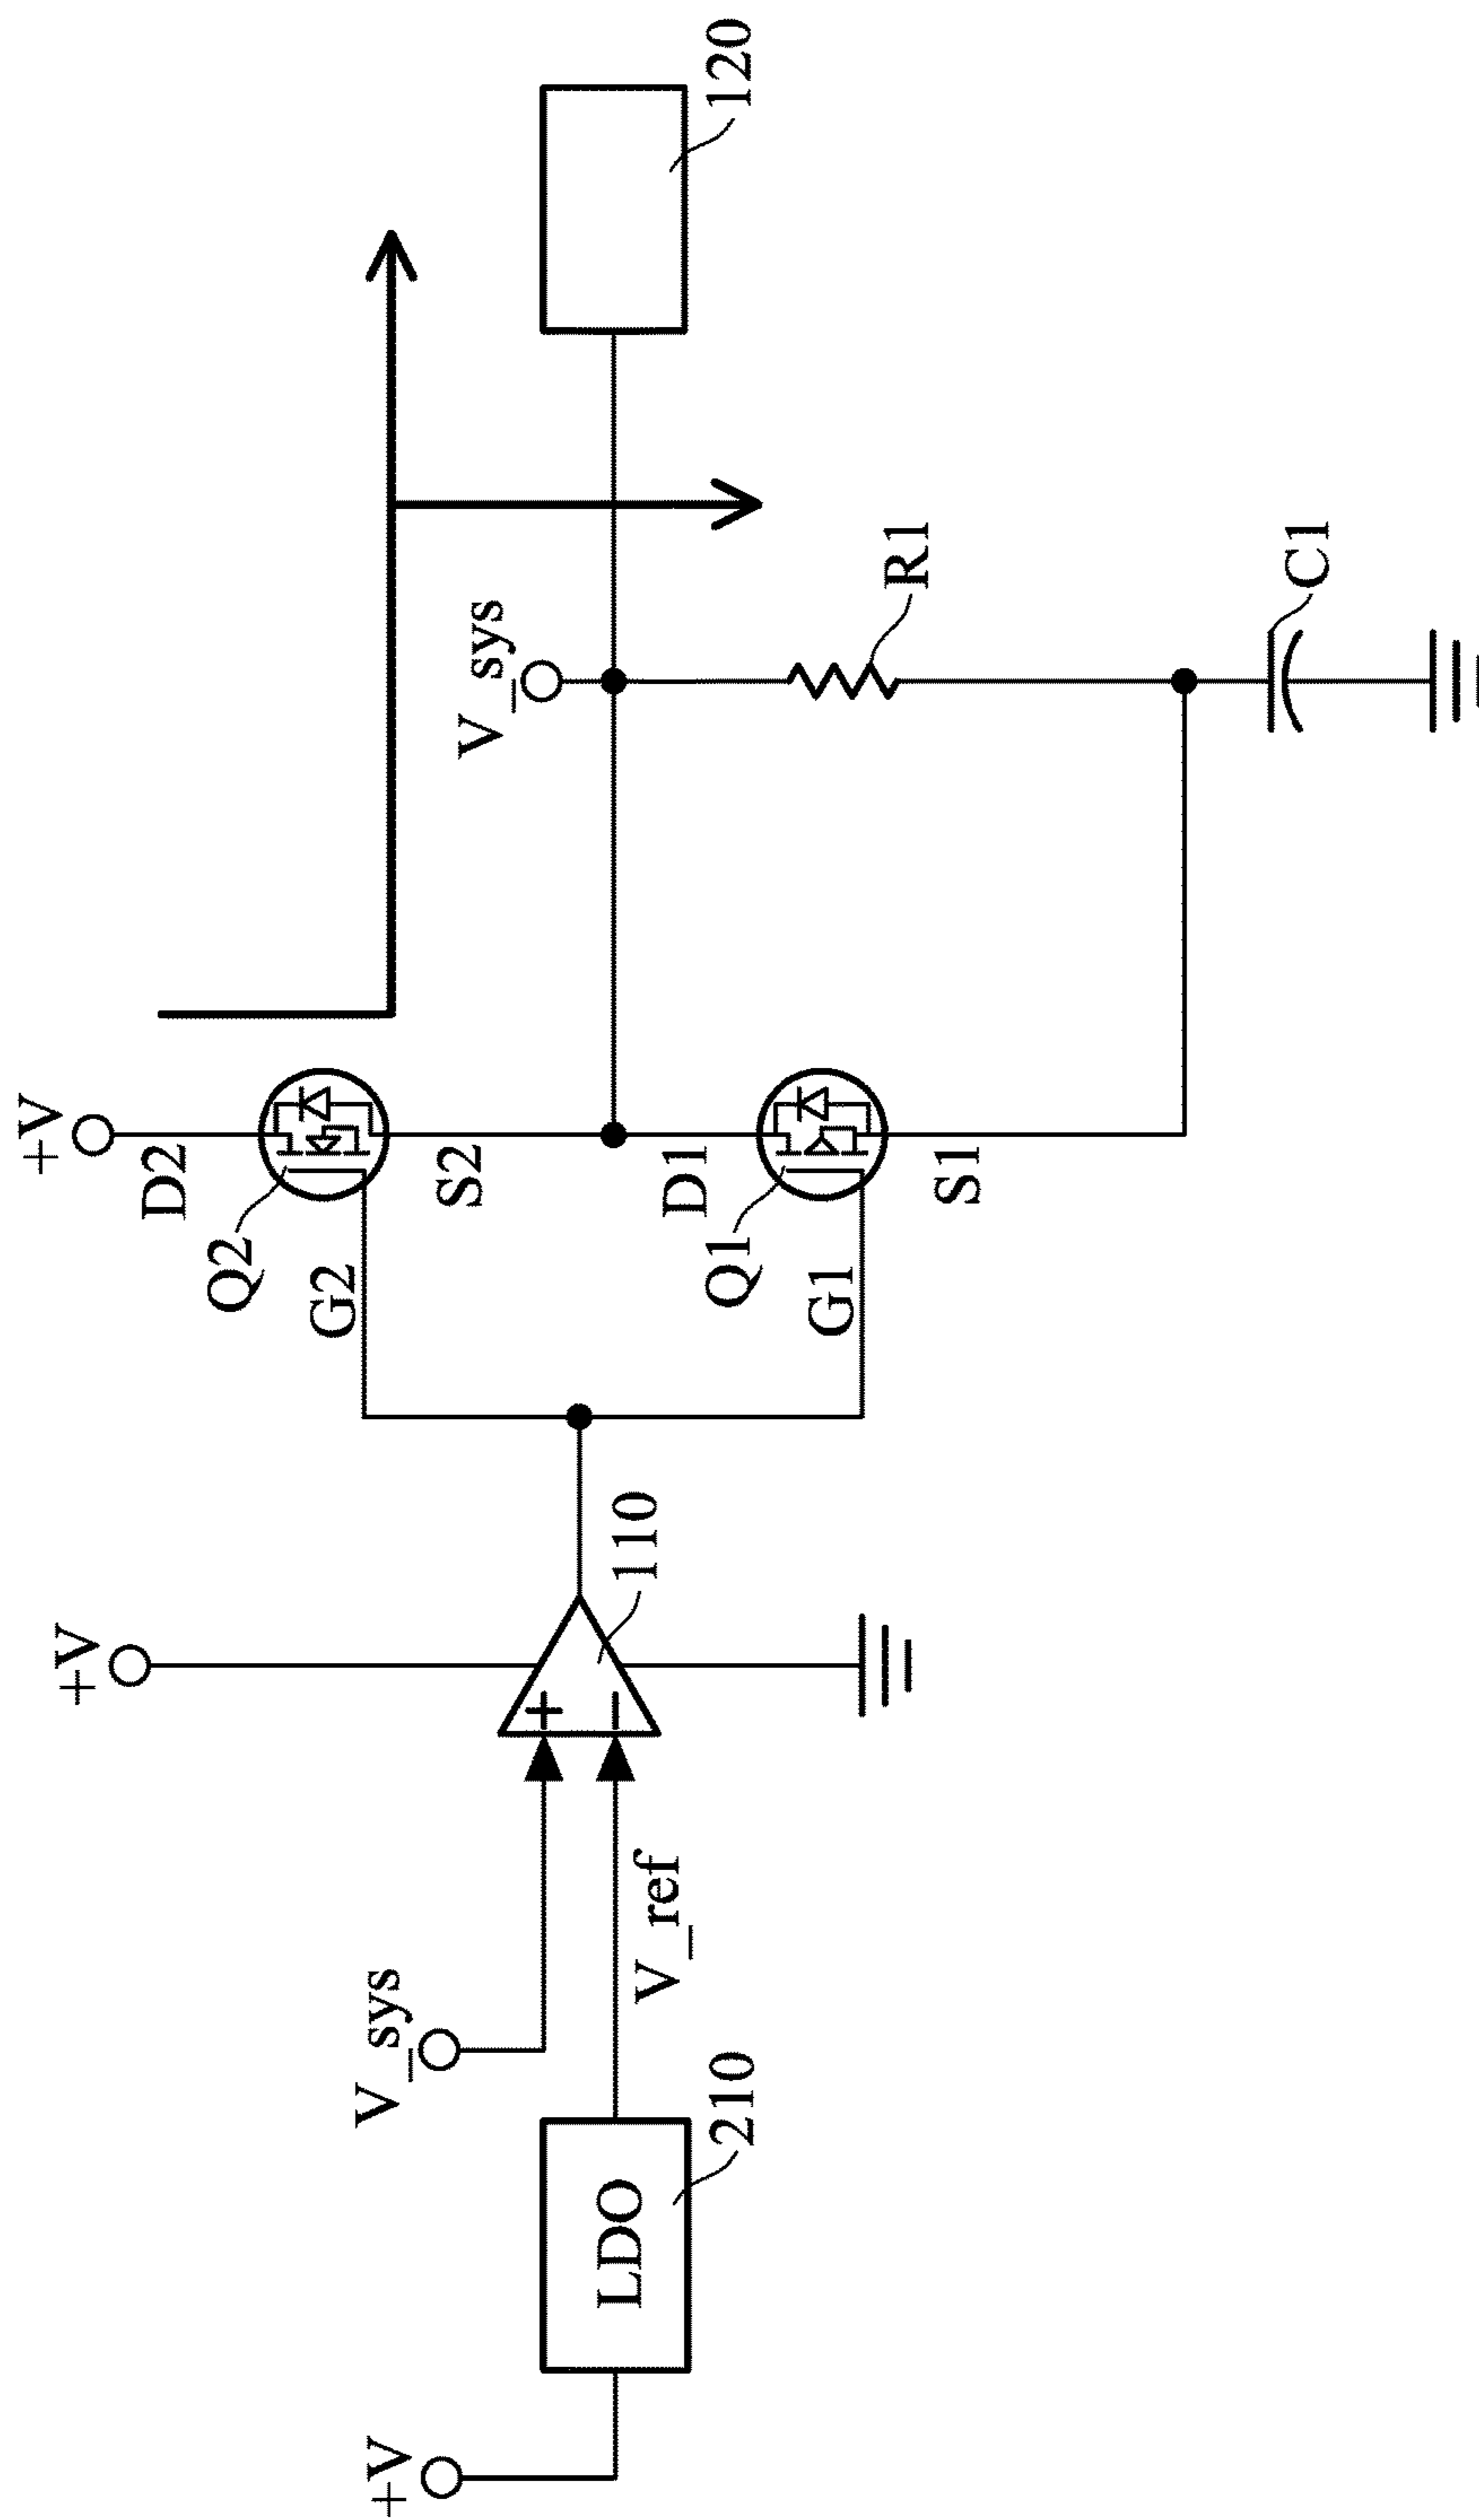 +V
LDO
210
V_sys
V_ref
+V
110
+V
D2
Q2
G2
S2
D1
Q1
G1
S1
V_sys
R1
C1
120